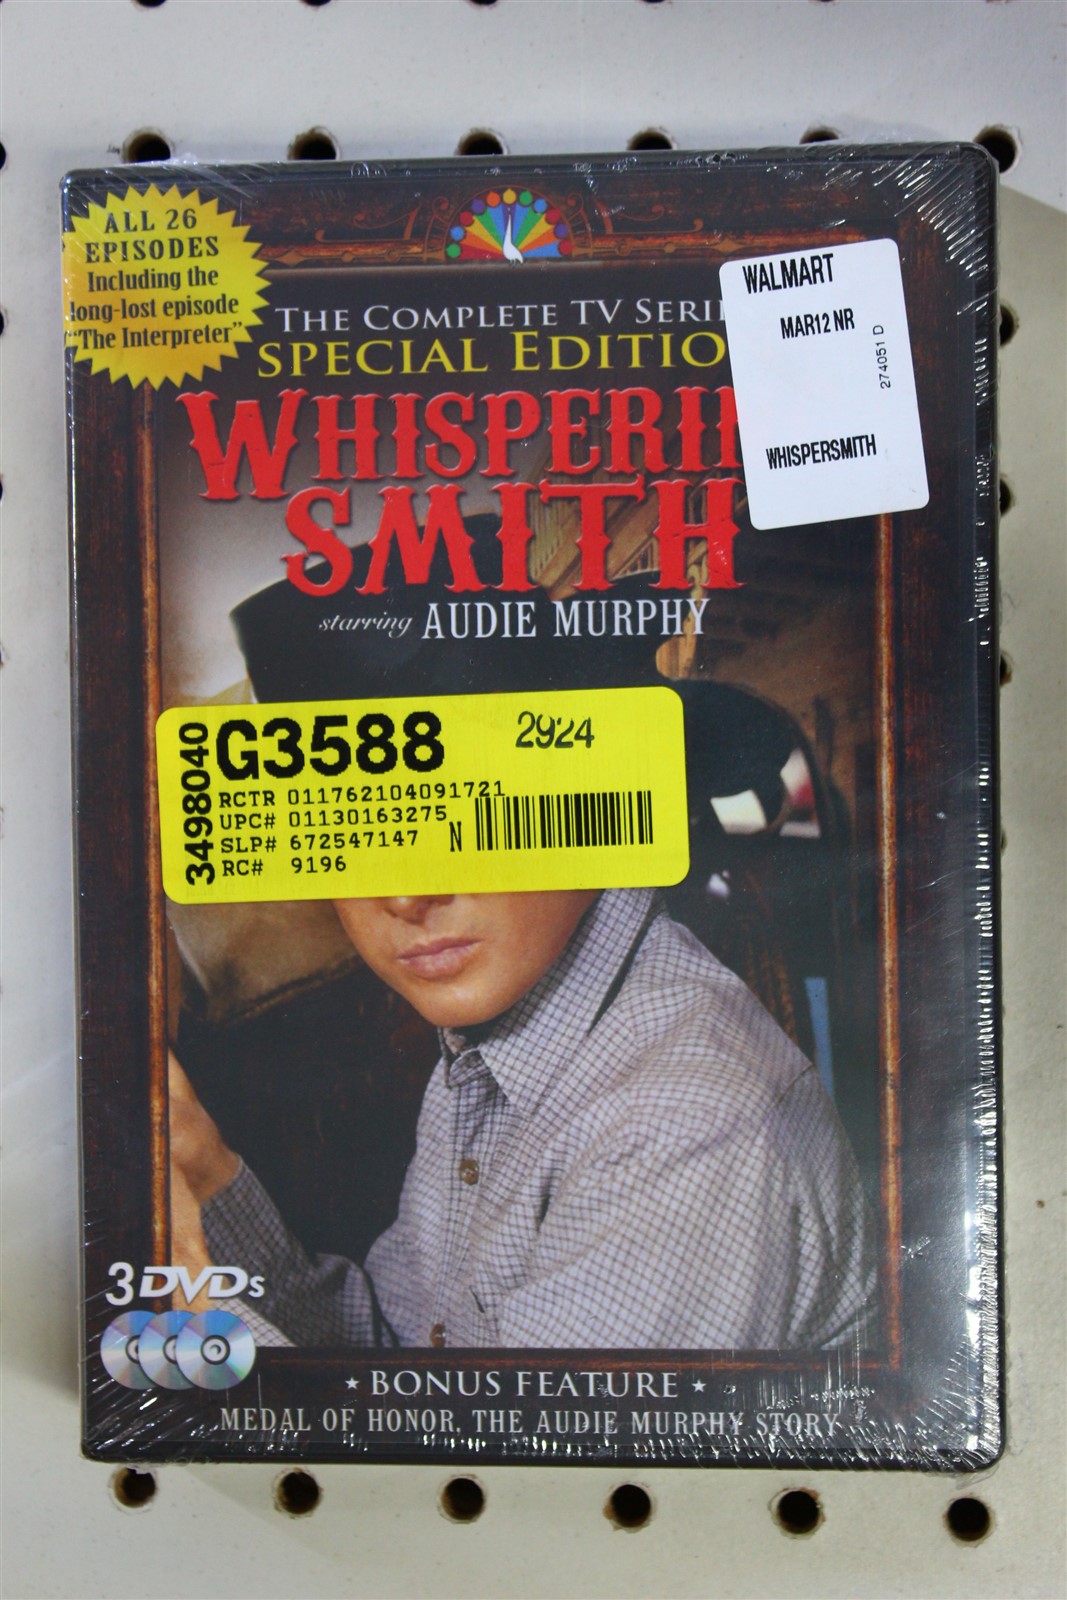 ALL 26
EPISODES
Including the
long-lost episode
"The Interpreter"
THE COMPLETE TV SERI
SPECIAL EDITIO
WHISPERIN
SMITH
starring AUDIE MURPHY
WALMART
MAR12 NR
274051 D
WHISPERSMITH
3498040
G3588 2924
RCTR 011762104091721
UPC# 01130163275
SLP# 672547147 N
RC# 9196
3 DVDs
★ BONUS FEATURE ★
MEDAL OF HONOR, THE AUDIE MURPHY STORY